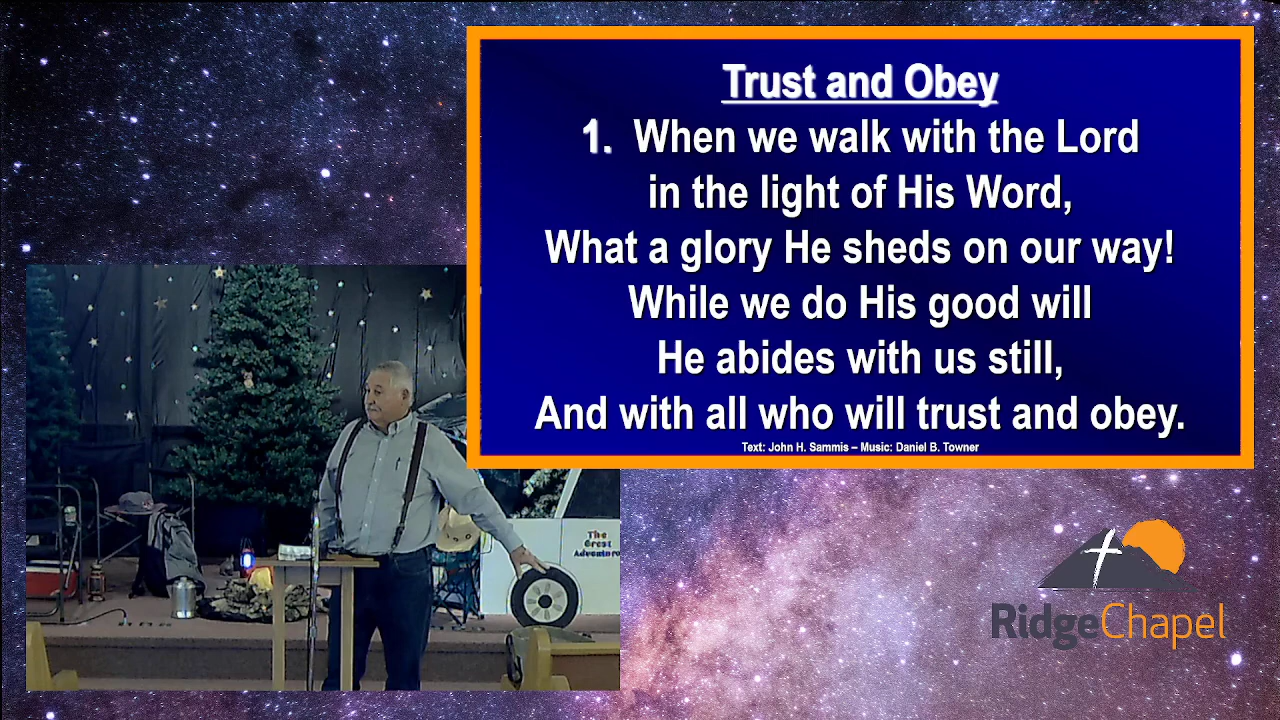 Trust and Obey
1. When we walk with the Lord
in the light of His Word,
What a glory He sheds on our way!
While we do His good will
He abides with us still,
And with all who will trust and obey.
Text: John H. Sammis – Music: Daniel B. Towner
The
Great
Adventure
RidgeChapel